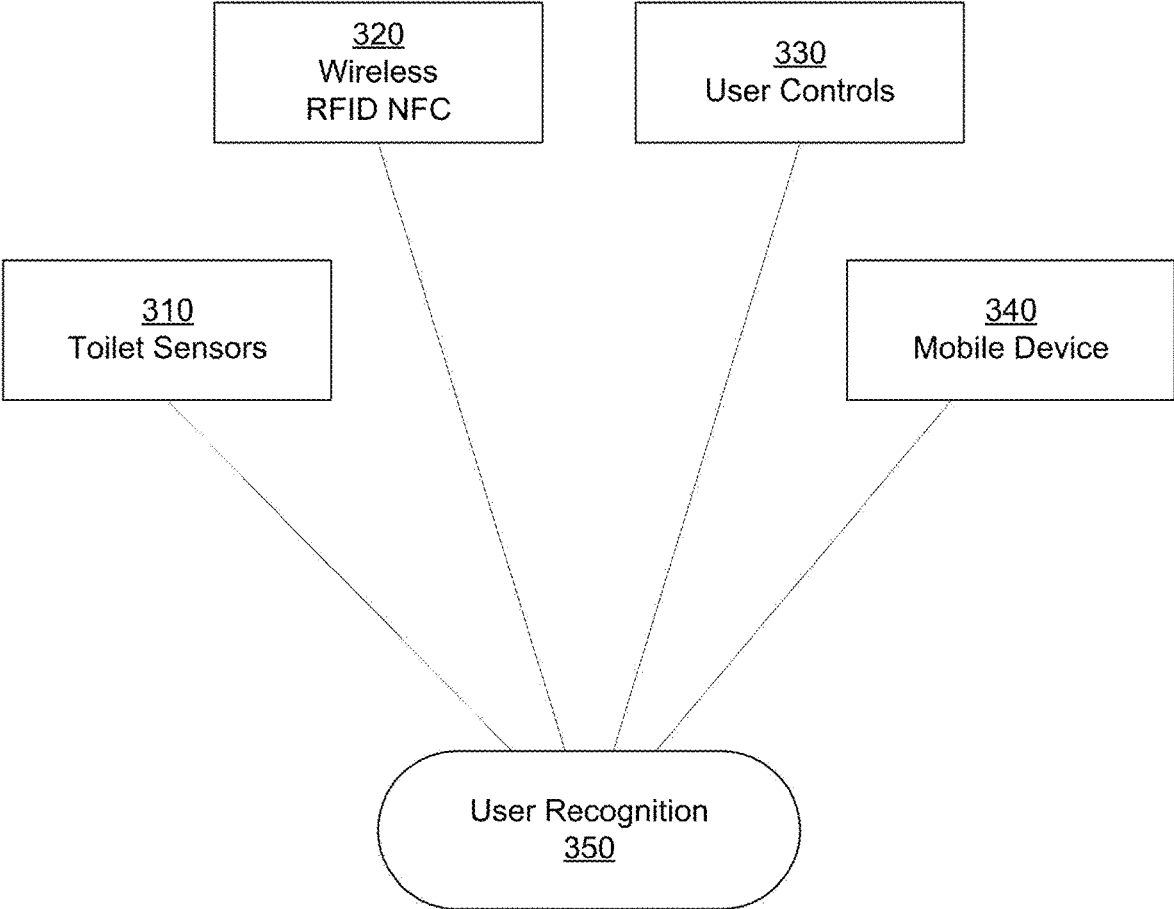 320
Wireless
RFID NFC
330
User Controls
310
Toilet Sensors
340
Mobile Device
User Recognition
350